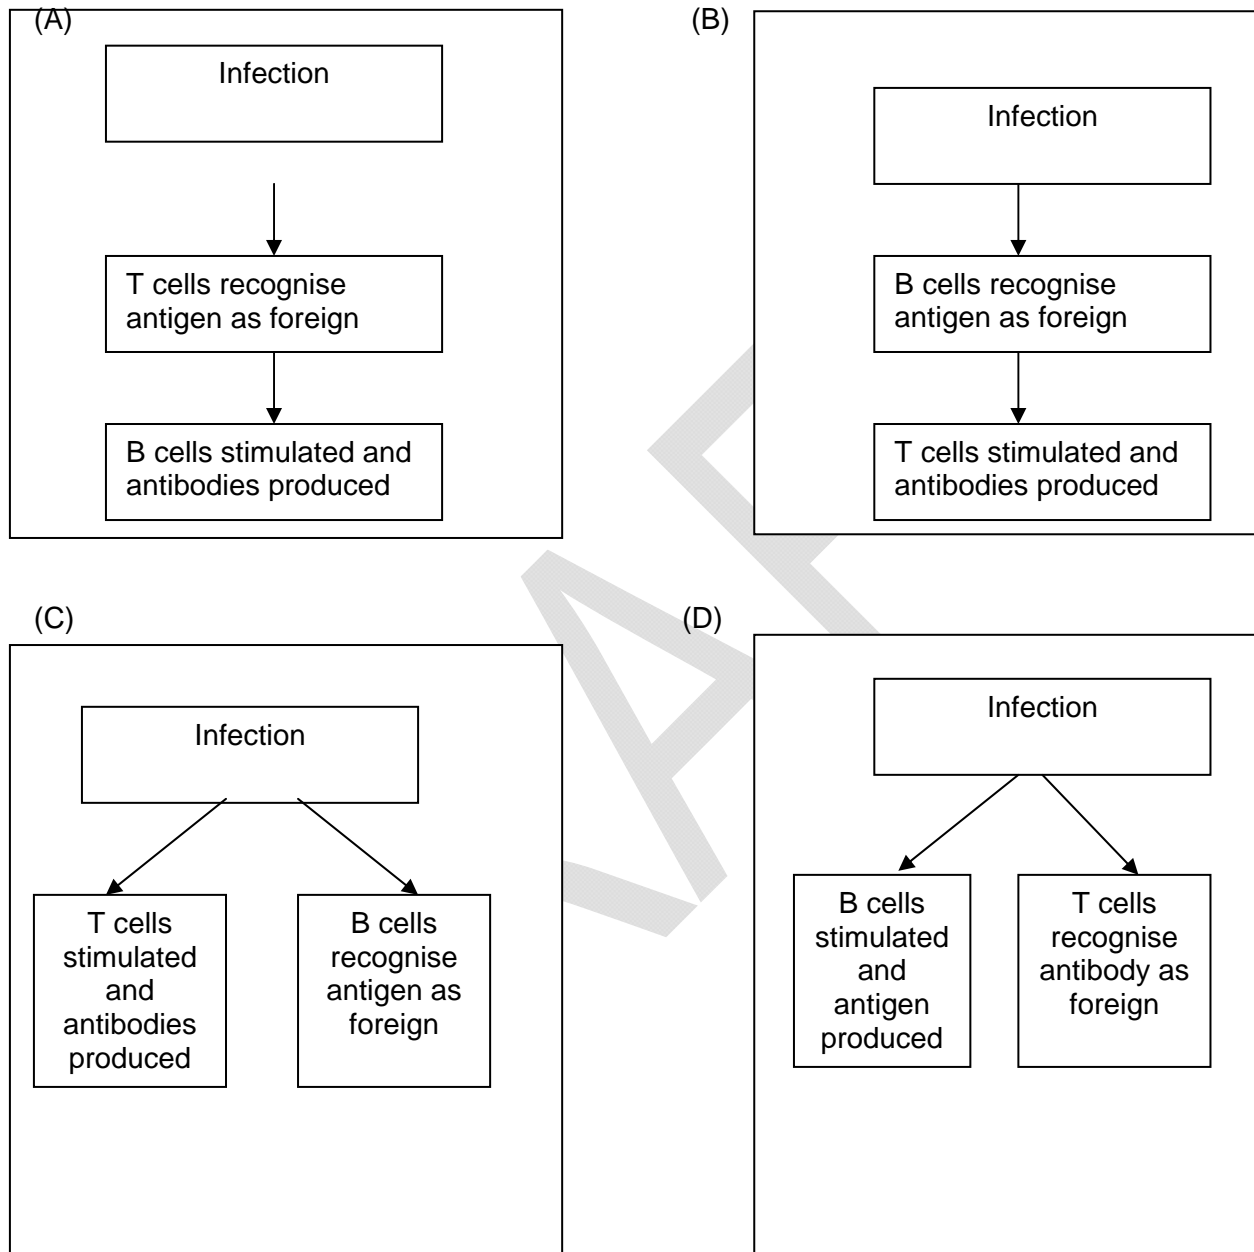 (A)
Infection
T cells recognise
antigen as foreign
B cells stimulated and
antibodies produced
(B)
Infection
B cells recognise
antigen as foreign
T cells stimulated and
antibodies produced
(C)
Infection
T cells
stimulated
and
antibodies
produced
B cells
recognise
antigen as
foreign
(D)
Infection
B cells
stimulated
and
antigen
produced
T cells
recognise
antibody as
foreign